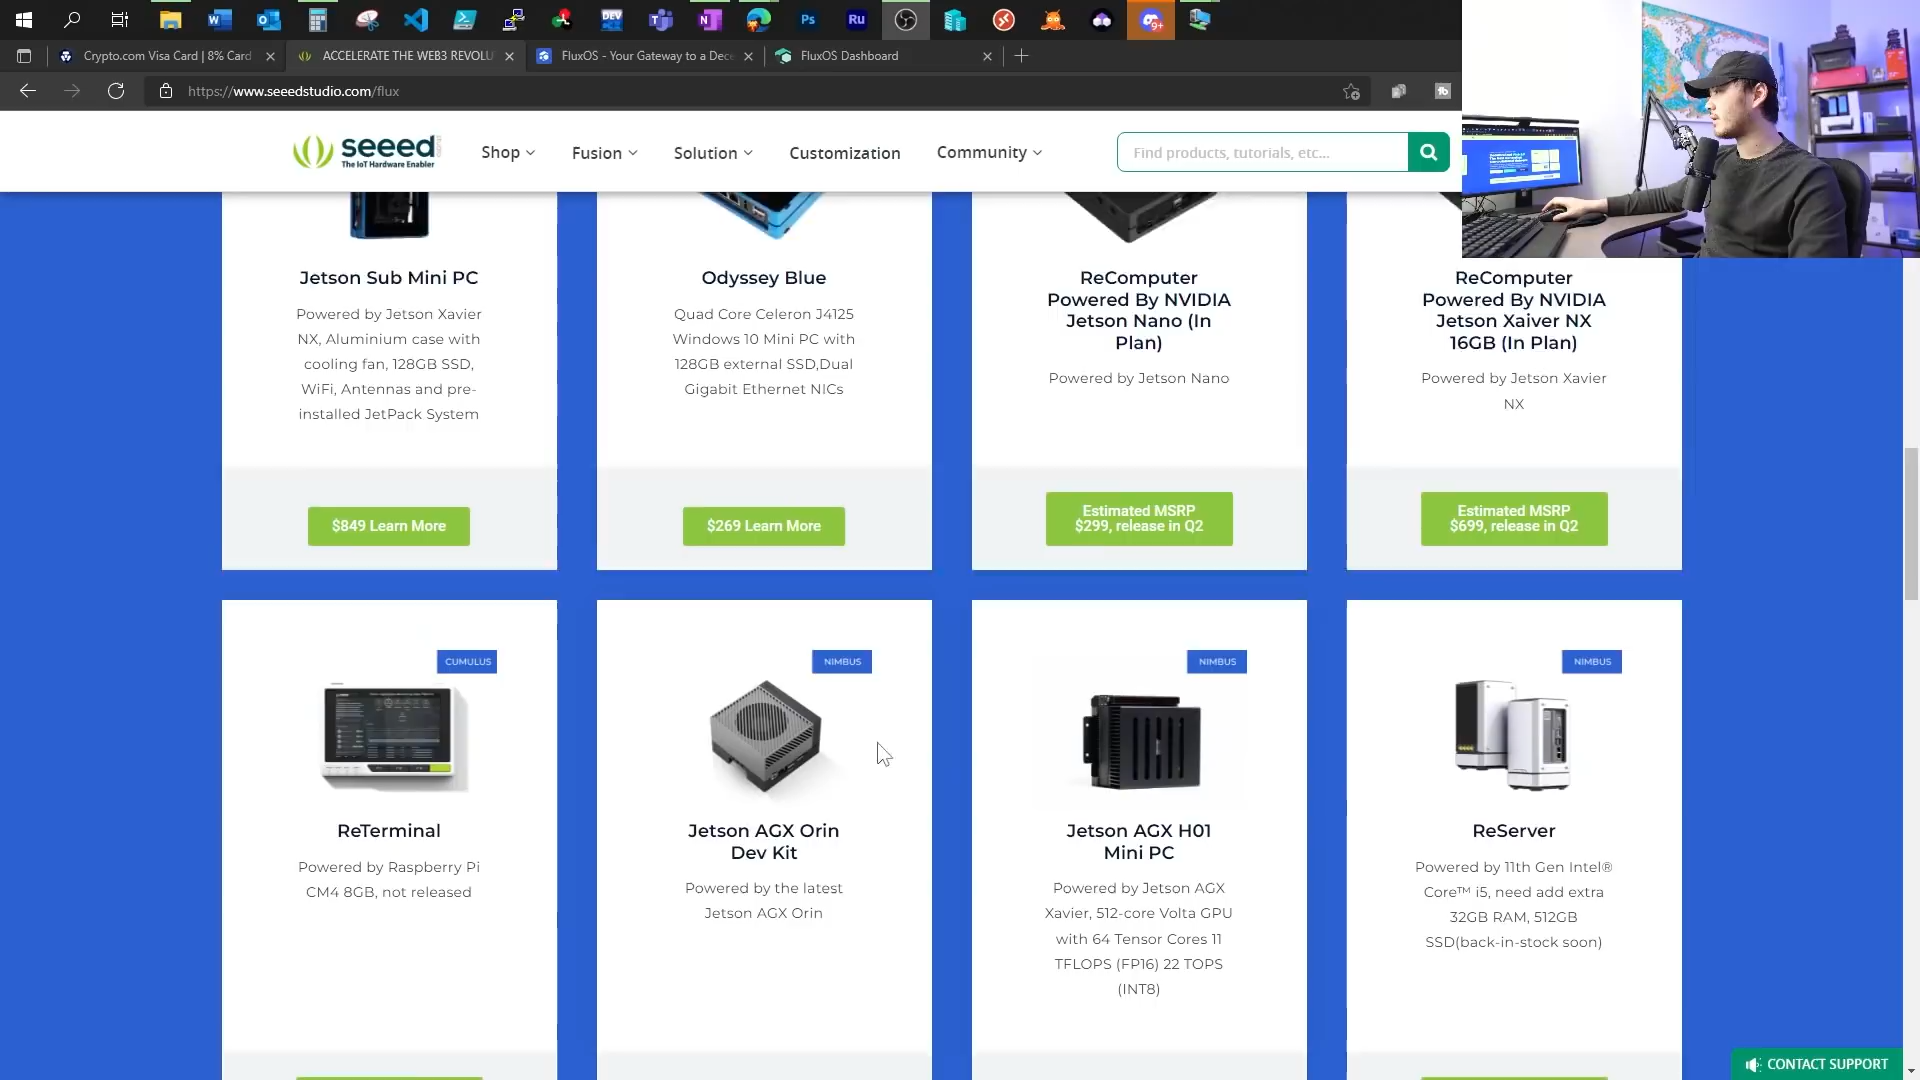 W
O
DEV
T
N
Ps
Ru
9+
Crypto.com Visa Card | 8% Card
ACCELERATE THE WEB3 REVOLU
FluxOS - Your Gateway to a Dece
FluxOS Dashboard
https://www.seeedstudio.com/flux
seeed studio
The IoT Hardware Enabler
Shop
Fusion
Solution
Customization
Community
Find products, tutorials, etc...
Jetson Sub Mini PC
Powered by Jetson Xavier
NX, Aluminium case with
cooling fan, 128GB SSD,
WiFi, Antennas and pre-
installed JetPack System
$849 Learn More
Odyssey Blue
Quad Core Celeron J4125
Windows 10 Mini PC with
128GB external SSD,Dual
Gigabit Ethernet NICs
$269 Learn More
ReComputer
Powered By NVIDIA
Jetson Nano (In
Plan)
Powered by Jetson Nano
Estimated MSRP
$299, release in Q2
ReComputer
Powered By NVIDIA
Jetson Xaiver NX
16GB (In Plan)
Powered by Jetson Xavier
NX
Estimated MSRP
$699, release in Q2
CUMULUS
ReTerminal
Powered by Raspberry Pi
CM4 8GB, not released
NIMBUS
Jetson AGX Orin
Dev Kit
Powered by the latest
Jetson AGX Orin
NIMBUS
Jetson AGX H01
Mini PC
Powered by Jetson AGX
Xavier, 512-core Volta GPU
with 64 Tensor Cores 11
TFLOPS (FP16) 22 TOPS
(INT8)
NIMBUS
ReServer
Powered by 11th Gen Intel®
Core™ i5, need add extra
32GB RAM, 512GB
SSD(back-in-stock soon)
CONTACT SUPPORT